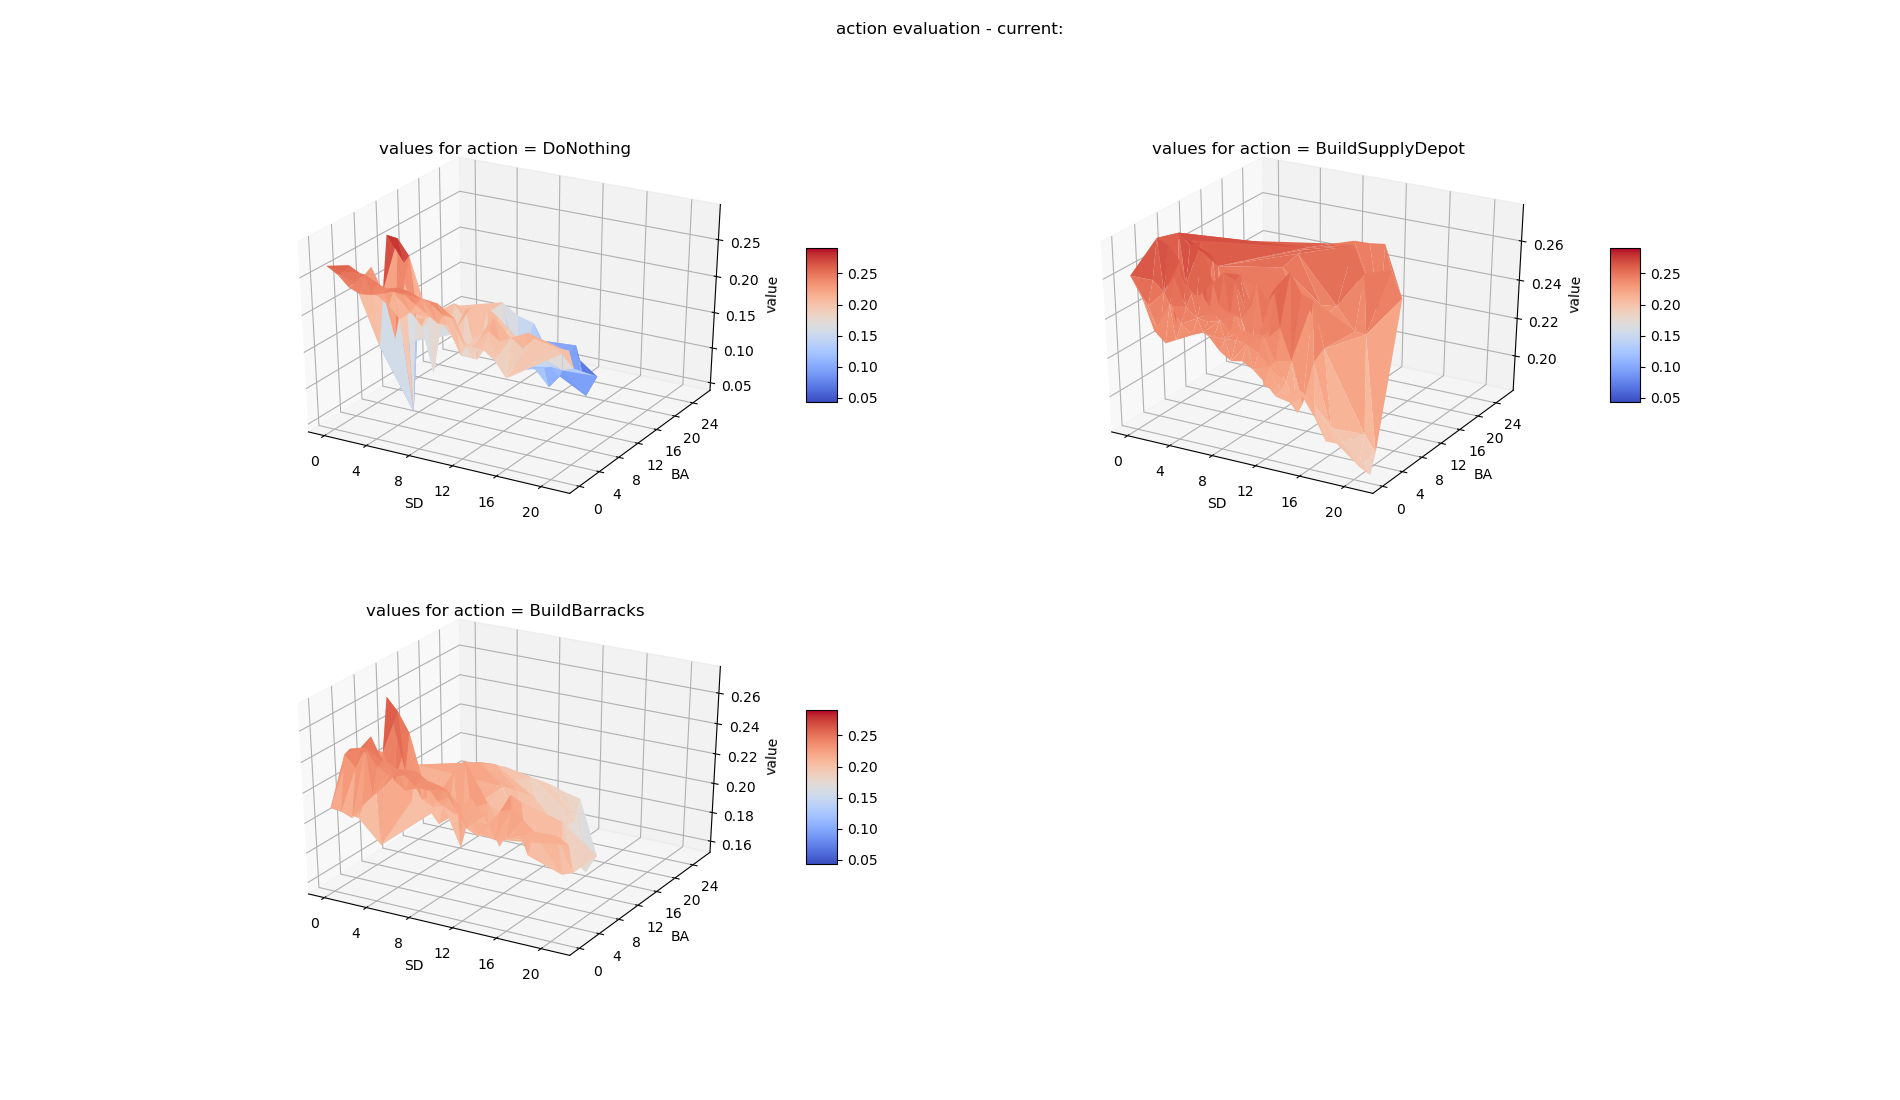 action evaluation - current:
values for action = DoNothing
0.25
0.20
0.15
0.10
0.05
value
0 4 8 12 16 20
SD
0 4 8 12 16 20 24
BA
0.25
0.20
0.15
0.10
0.05
values for action = BuildSupplyDepot
0.26
0.24
0.22
0.20
value
0 4 8 12 16 20
SD
0 4 8 12 16 20 24
BA
0.25
0.20
0.15
0.10
0.05
values for action = BuildBarracks
0.26
0.24
0.22
0.20
0.18
0.16
value
0 4 8 12 16 20
SD
0 4 8 12 16 20 24
BA
0.25
0.20
0.15
0.10
0.05